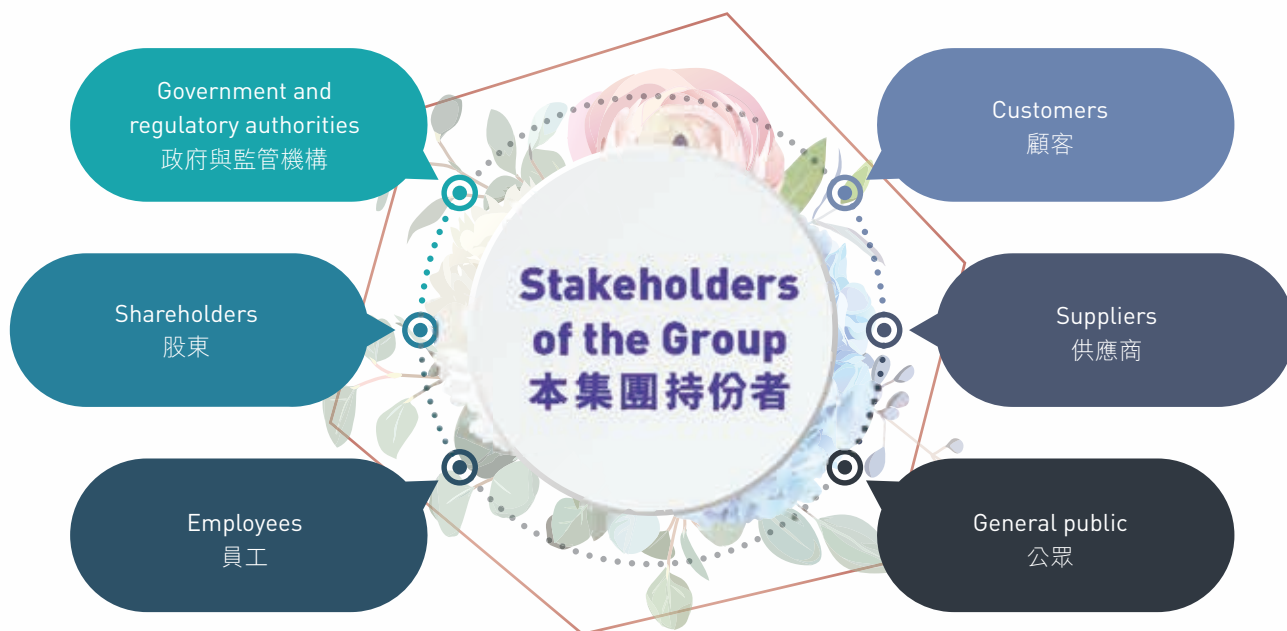 Government and
regulatory authorities
政府與監管機構
Customers
顧客
Shareholders
股東
Stakeholders
of the Group
本集團持份者
Suppliers
供應商
Employees
員工
General public
公眾